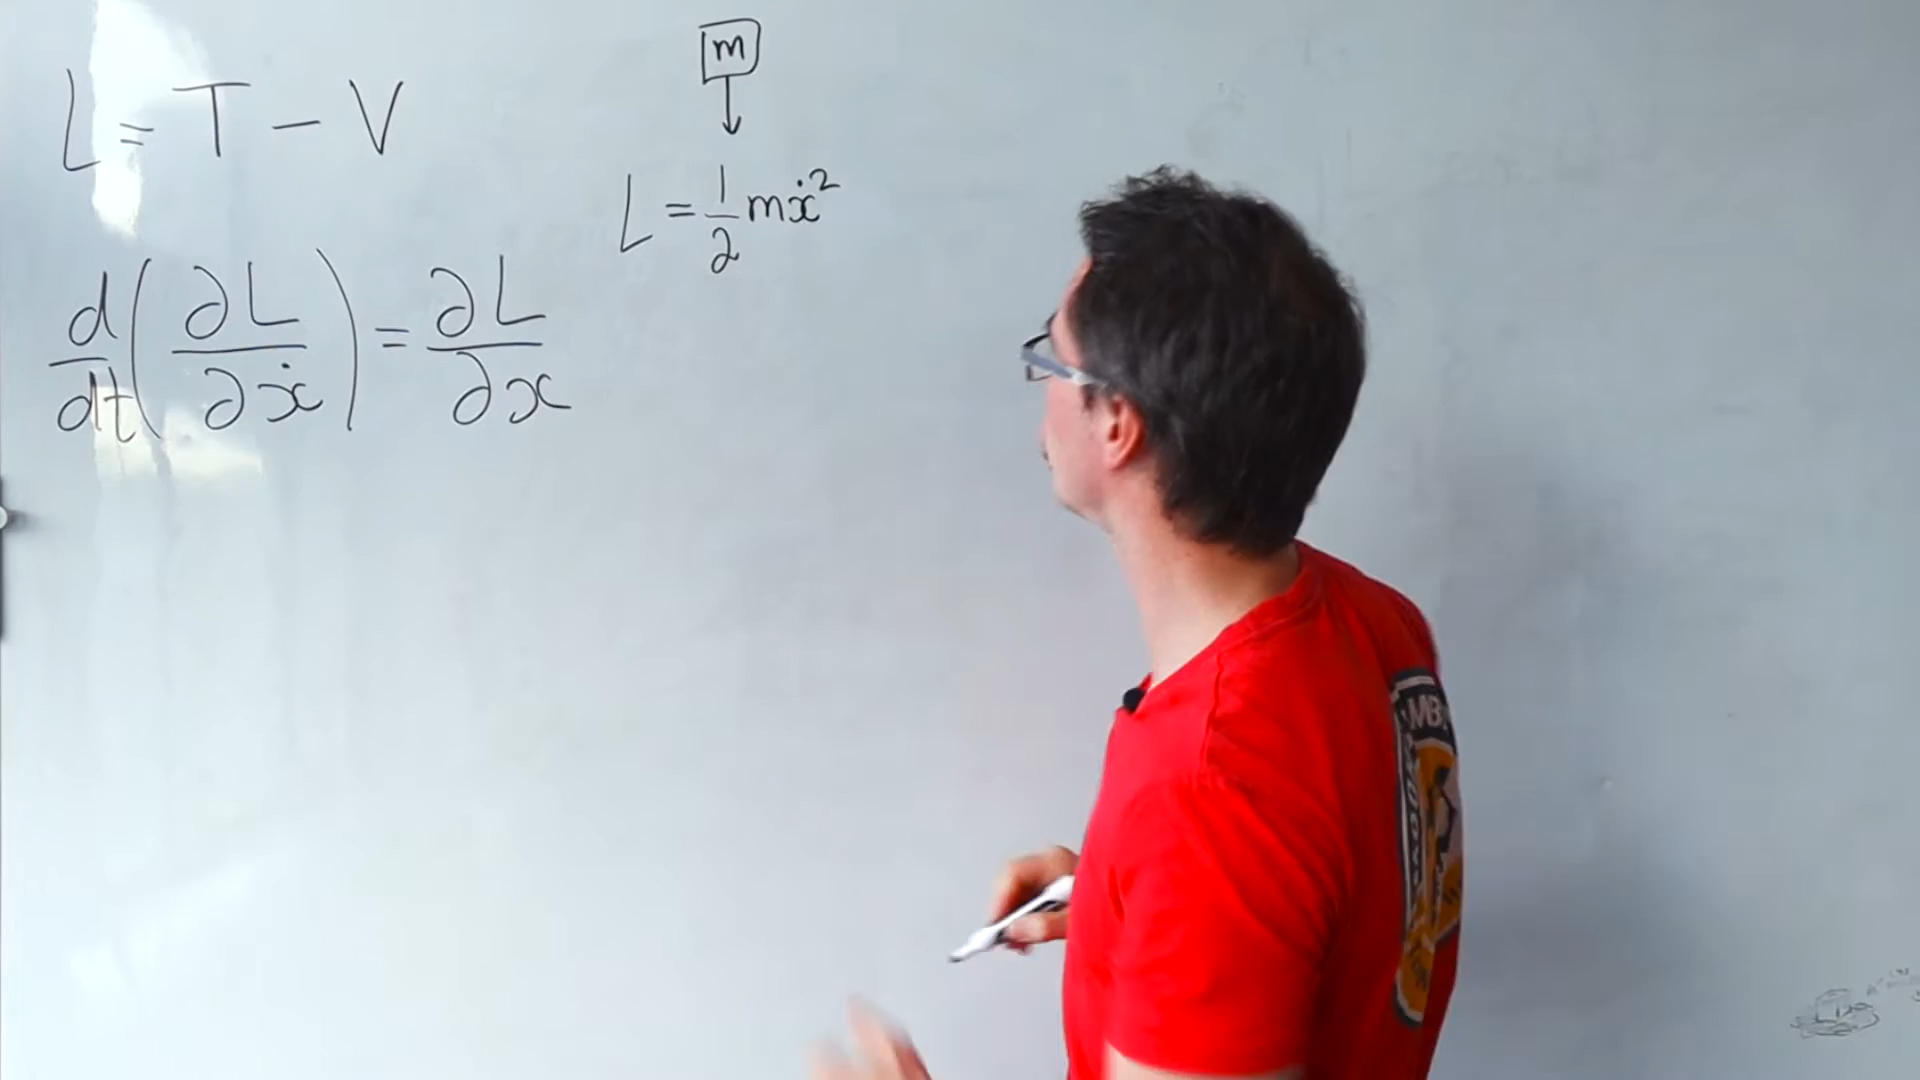 L = T - V
d/dt(∂L/∂ẋ) = ∂L/∂x
m
L = 1/2 mẋ²